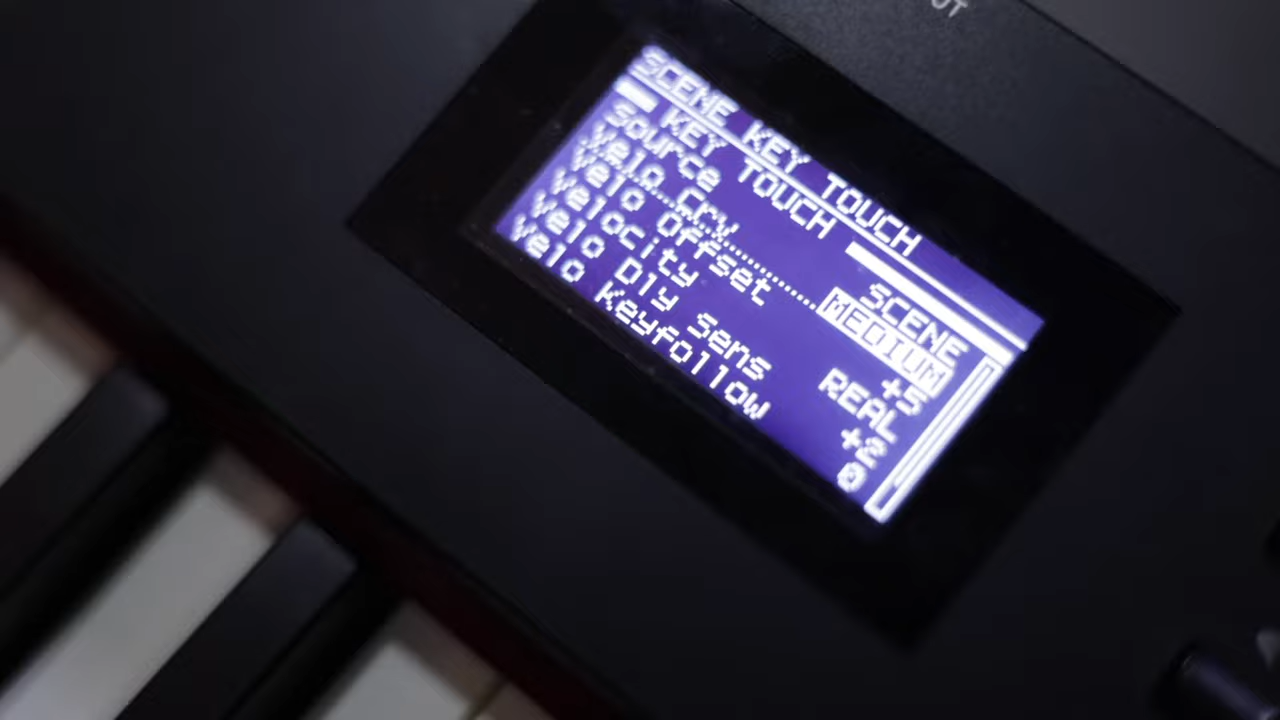 UT
SCENE KEY TOUCH
KEY TOUCH
Source SCENE
Velo Crv MEDIUM
Velo Offset +5
Velocity REAL
Velo Dly Sens +2
Velo Keyfollow 0